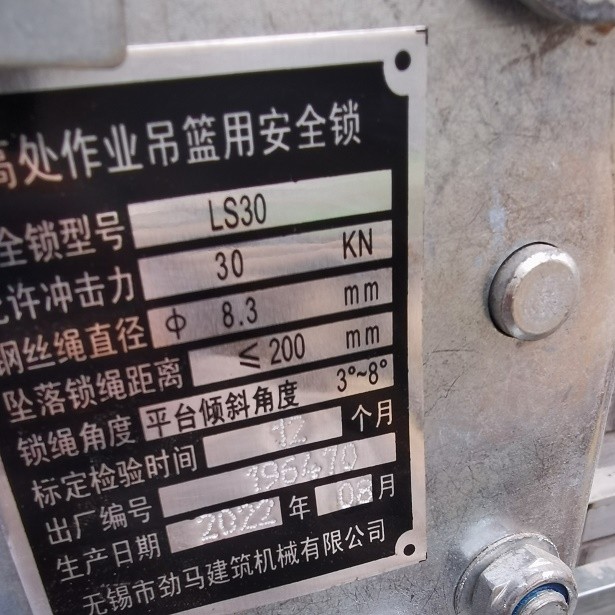 高处作业吊篮用安全锁
全锁型号 LS30
允许冲击力 30 KN
钢丝绳直径 ф 8.3 mm
坠落锁绳距离 ≤200 mm
锁绳角度 平台倾斜角度 3°~8°
标定检验时间 12 个月
出厂编号 196470
生产日期 2022 年 08 月
无锡市劲马建筑机械有限公司